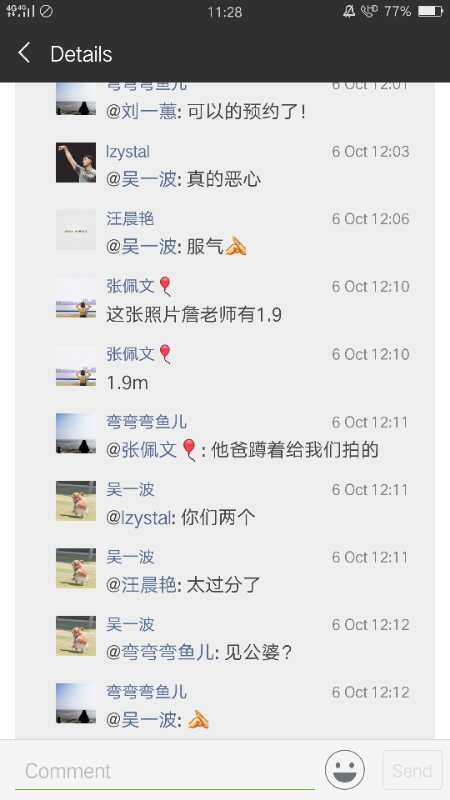 4G 4G
11:28
HD
77%
Details
弯弯弯鱼儿 6 Oct 12:01
@刘一蕙: 可以的预约了!
lzystal 6 Oct 12:03
@吴一波: 真的恶心
汪晨艳 6 Oct 12:06
@吴一波: 服气
张佩文🎈 6 Oct 12:10
这张照片詹老师有1.9
张佩文🎈 6 Oct 12:10
1.9m
弯弯弯鱼儿 6 Oct 12:11
@张佩文🎈: 他爸蹲着给我们拍的
吴一波 6 Oct 12:11
@lzystal: 你们两个
吴一波 6 Oct 12:11
@汪晨艳: 太过分了
吴一波 6 Oct 12:12
@弯弯弯鱼儿: 见公婆?
弯弯弯鱼儿 6 Oct 12:12
@吴一波:
Comment
Send